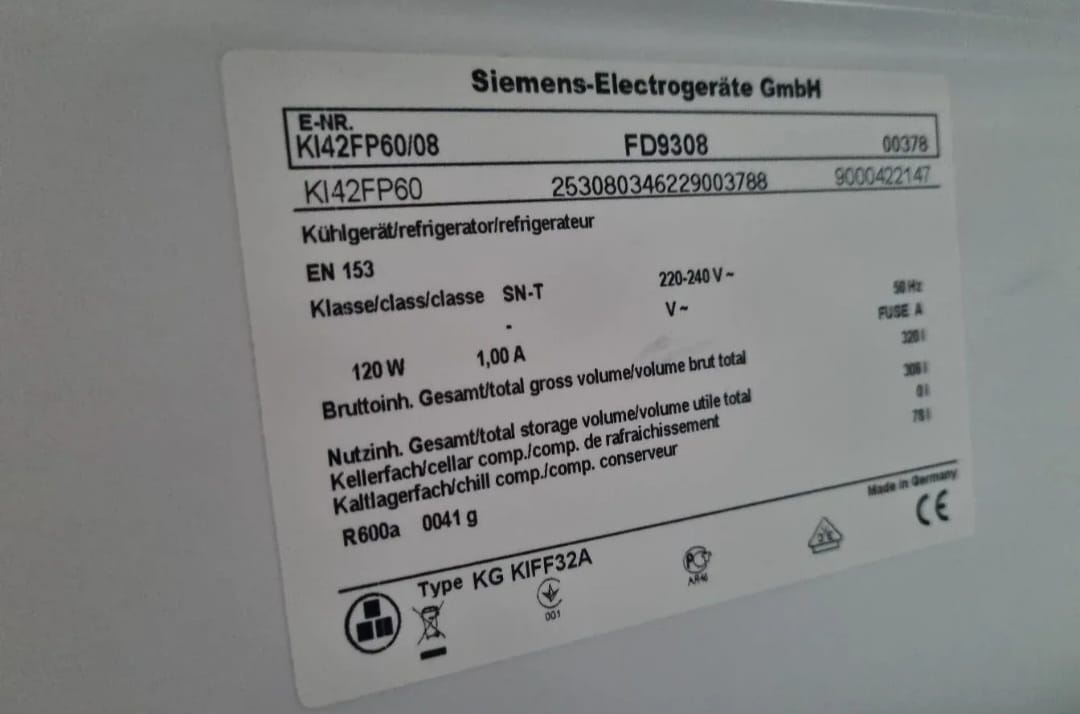 Siemens-Electrogeräte GmbH
E-NR.
KI42FP60/08 FD9308 00378
KI42FP60 253080346229003788 9000422147
Kühlgerät/refrigerator/refrigerateur
EN 153
Klasse/class/classe SN-T 220-240 V ~ 50 Hz
- V ~ FUSE A
120 W 1,00 A 320 l
Bruttoinh. Gesamt/total gross volume/volume brut total
Nutzinh. Gesamt/total storage volume/volume utile total 306 l
Kellerfach/cellar comp./comp. de rafraichissement 0 l
Kaltlagerfach/chill comp./comp. conserveur 78 l
R600a 0041 g
Made in Germany
Type KG KIFF32A
CE
001
PC
АЯ46